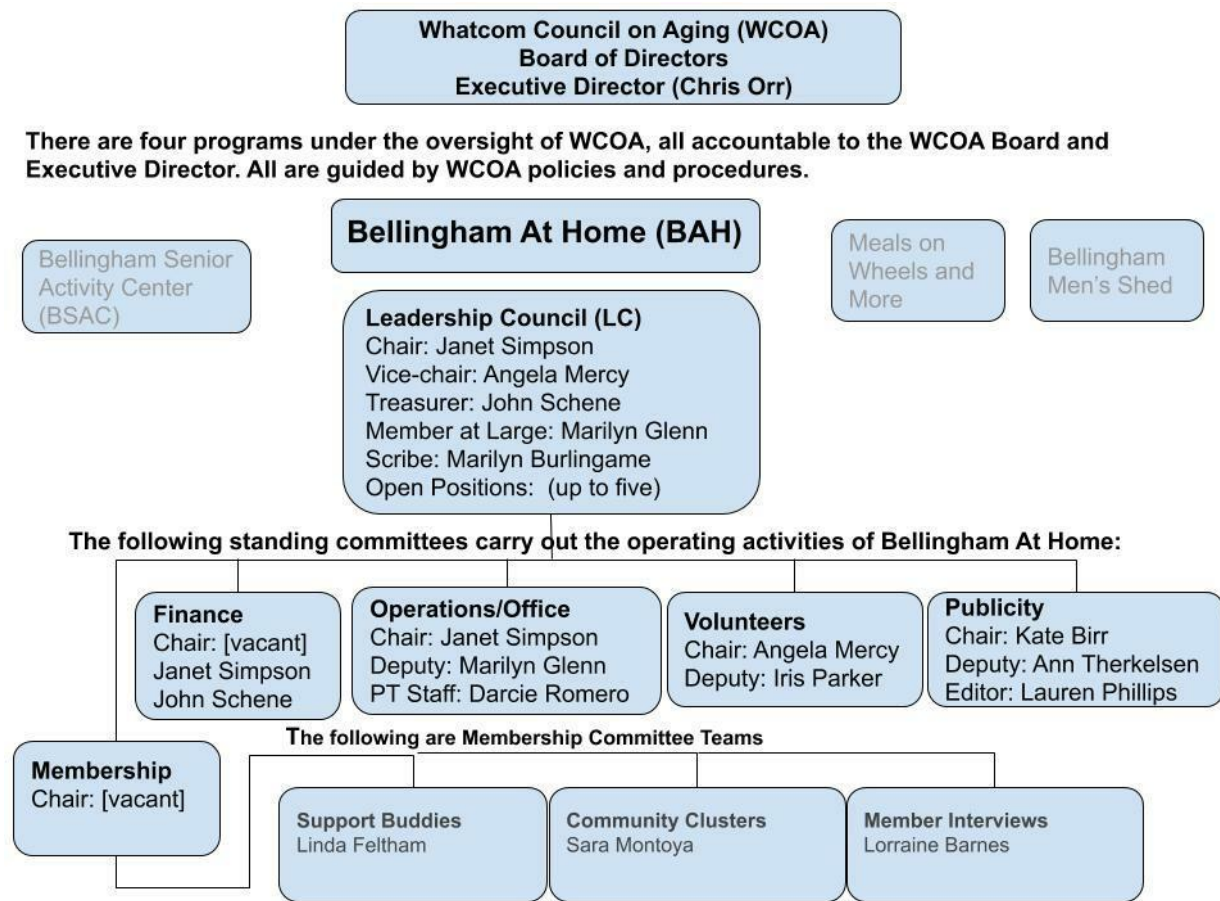 Whatcom Council on Aging (WCOA)
Board of Directors
Executive Director (Chris Orr)
There are four programs under the oversight of WCOA, all accountable to the WCOA Board and
Executive Director. All are guided by WCOA policies and procedures.
Bellingham At Home (BAH)
Bellingham Senior
Activity Center
(BSAC)
Meals on
Wheels and
More
Bellingham
Men's Shed
Leadership Council (LC)
Chair: Janet Simpson
Vice-chair: Angela Mercy
Treasurer: John Schene
Member at Large: Marilyn Glenn
Scribe: Marilyn Burlingame
Open Positions: (up to five)
The following standing committees carry out the operating activities of Bellingham At Home:
Finance
Chair: [vacant]
Janet Simpson
John Schene
Operations/Office
Chair: Janet Simpson
Deputy: Marilyn Glenn
PT Staff: Darcie Romero
Volunteers
Chair: Angela Mercy
Deputy: Iris Parker
Publicity
Chair: Kate Birr
Deputy: Ann Therkelsen
Editor: Lauren Phillips
Membership
Chair: [vacant]
The following are Membership Committee Teams
Support Buddies
Linda Feltham
Community Clusters
Sara Montoya
Member Interviews
Lorraine Barnes